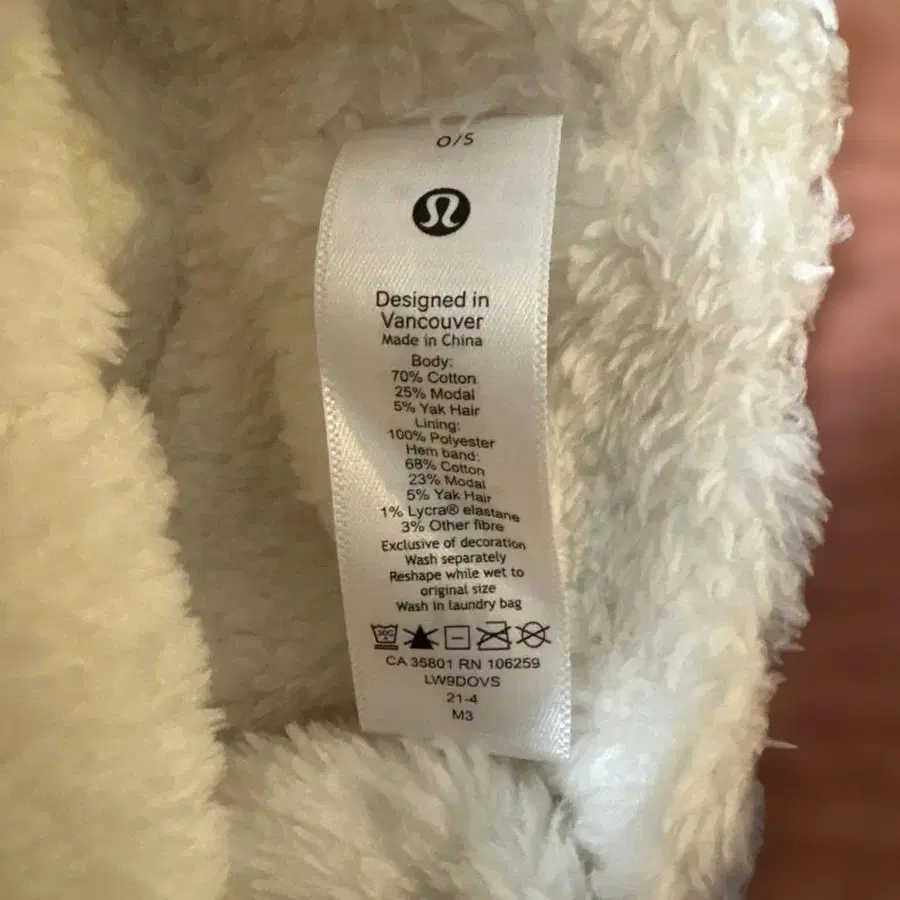 O/S
Designed in
Vancouver
Made in China
Body:
70% Cotton
25% Modal
5% Yak Hair
Lining:
100% Polyester
Hem band:
68% Cotton
23% Modal
5% Yak Hair
1% Lycra® elastane
3% Other fibre
Exclusive of decoration
Wash separately
Reshape while wet to
original size
Wash in laundry bag
30C
CA 35801 RN 106259
LW9DOVS
21-4
M3